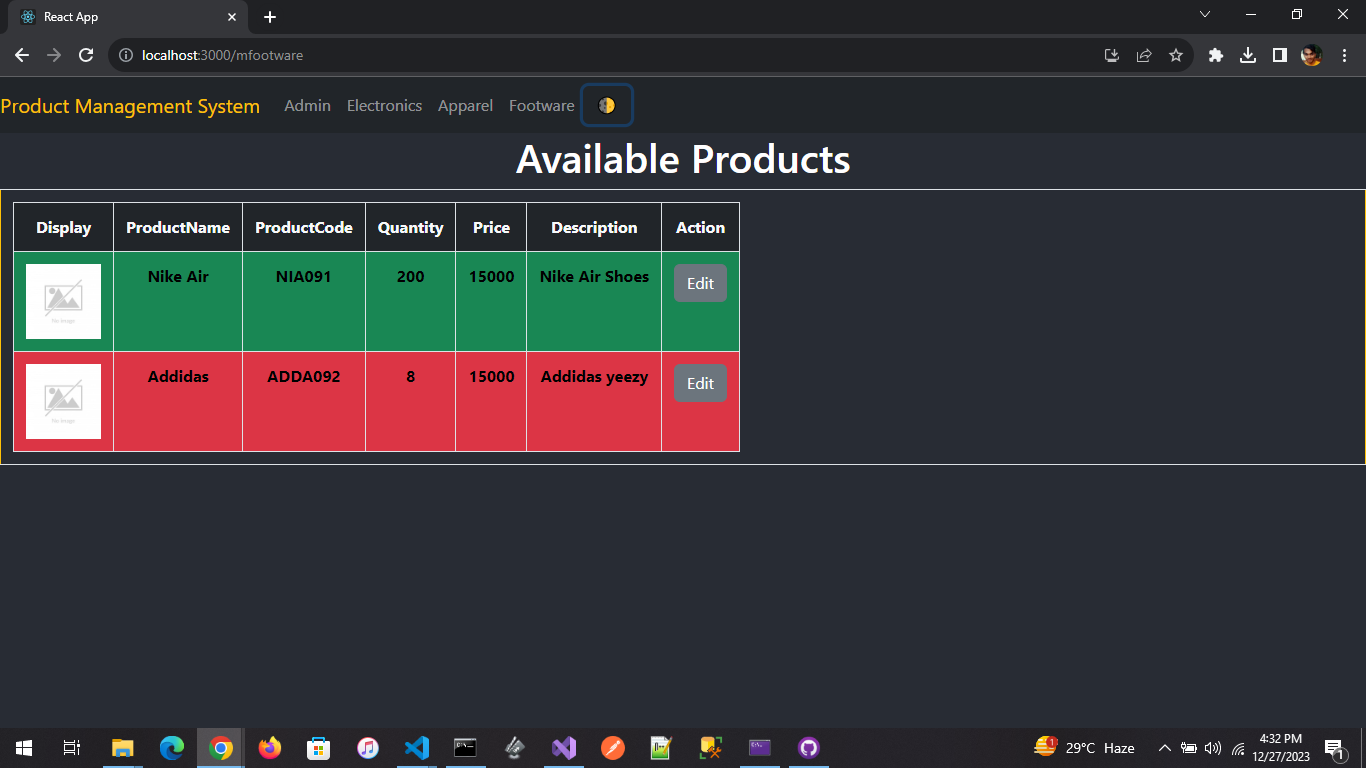 React App
localhost:3000/mfootware
Product Management System Admin Electronics Apparel Footware
Available Products
Display ProductName ProductCode Quantity Price Description Action
Nike Air NIA091 200 15000 Nike Air Shoes Edit
No Image
Addidas ADDA092 8 15000 Addidas yeezy Edit
No Image
1 29°C Haze 4:32 PM
12/27/2023 1